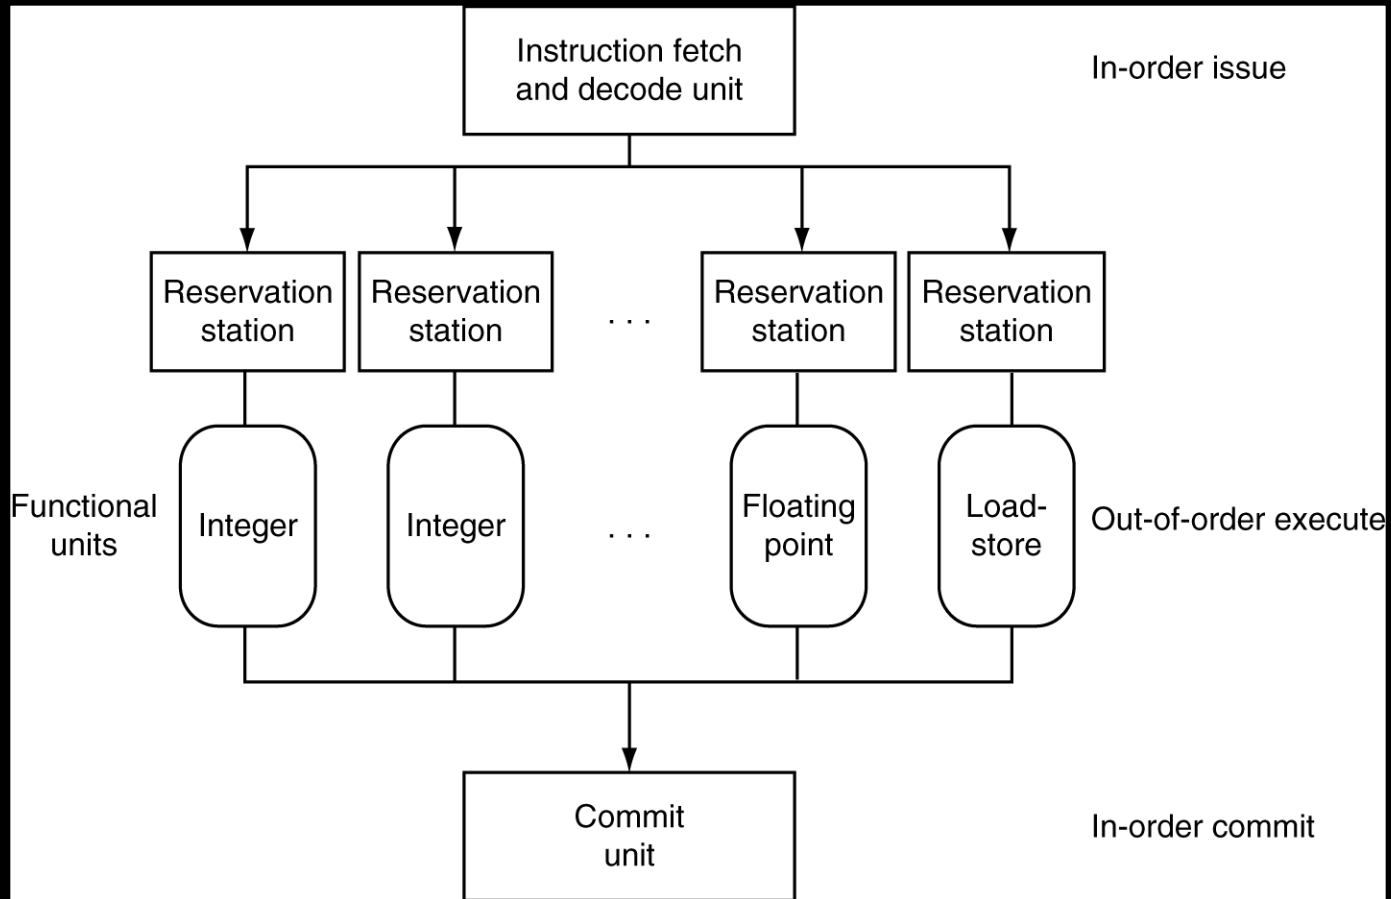 Instruction fetch
and decode unit
In-order issue
Reservation
station
Reservation
station
. . .
Reservation
station
Reservation
station
Functional
units
Integer
Integer
. . .
Floating
point
Load-
store
Out-of-order execute
Commit
unit
In-order commit